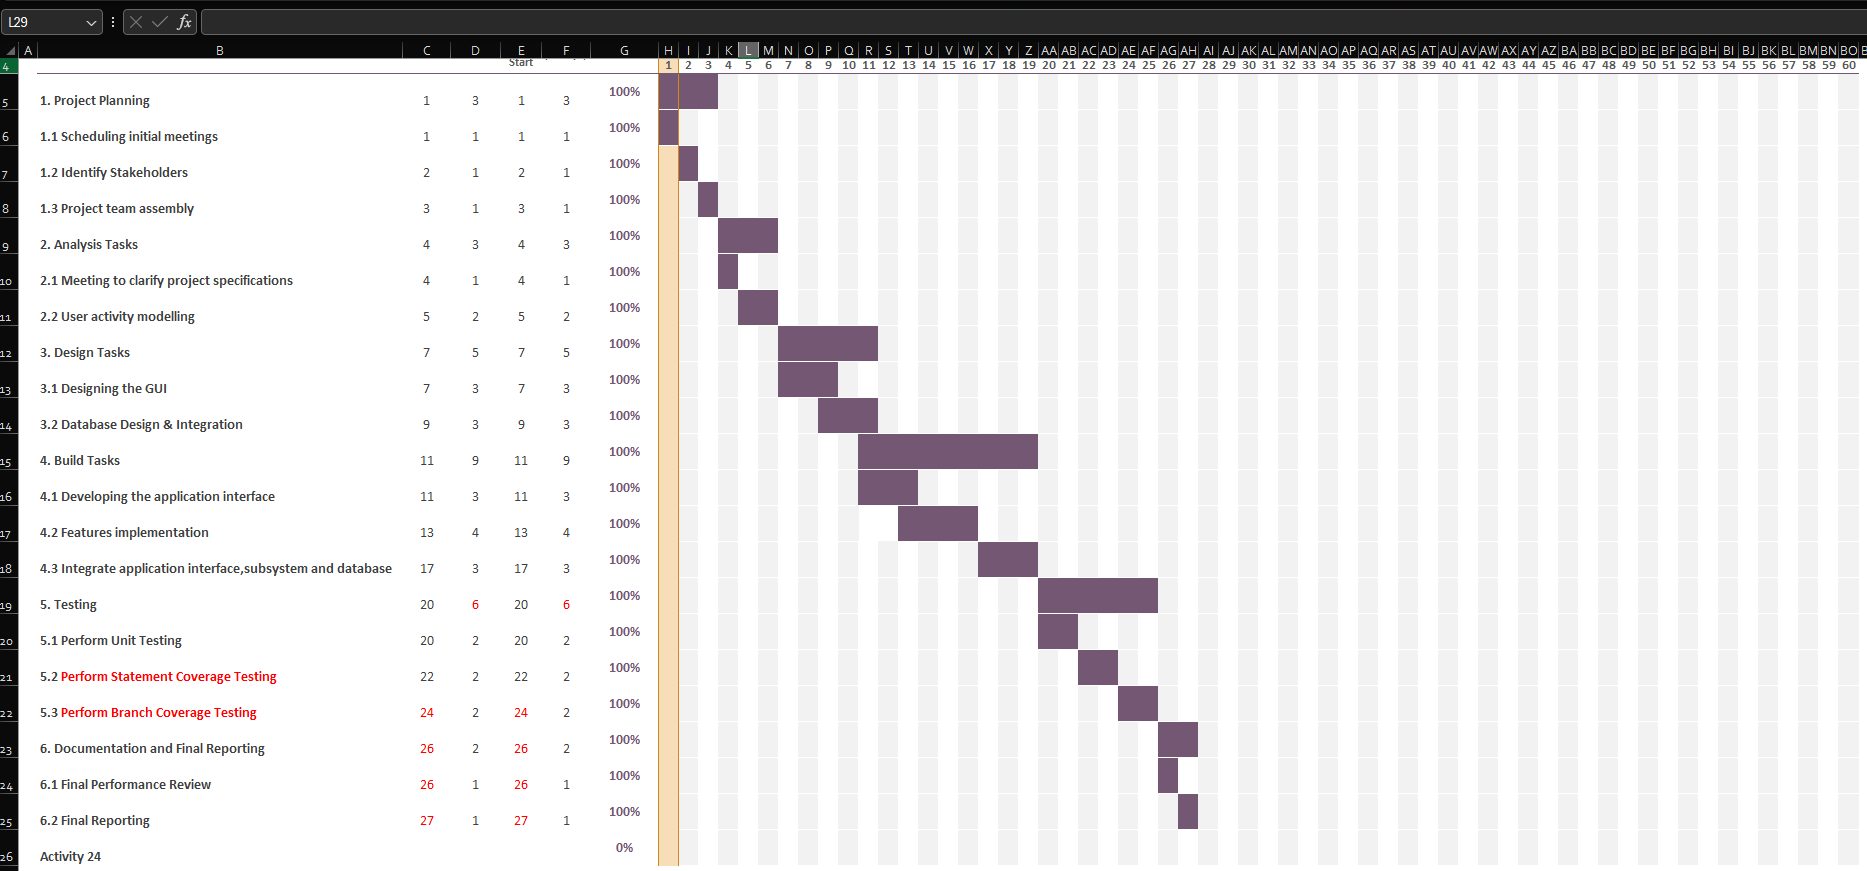 L29 fx
A B C D E F G H I J K L M N O P Q R S T U V W X Y Z AA AB AC AD AE AF AG AH AI AJ AK AL AM AN AO AP AQ AR AS AT AU AV AW AX AY AZ BA BB BC BD BE BF BG BH BI BJ BK BL BM BN BO B
4 Start 1 2 3 4 5 6 7 8 9 10 11 12 13 14 15 16 17 18 19 20 21 22 23 24 25 26 27 28 29 30 31 32 33 34 35 36 37 38 39 40 41 42 43 44 45 46 47 48 49 50 51 52 53 54 55 56 57 58 59 60
5 1. Project Planning 1 3 1 3 100%
6 1.1 Scheduling initial meetings 1 1 1 1 100%
7 1.2 Identify Stakeholders 2 1 2 1 100%
8 1.3 Project team assembly 3 1 3 1 100%
9 2. Analysis Tasks 4 3 4 3 100%
10 2.1 Meeting to clarify project specifications 4 1 4 1 100%
11 2.2 User activity modelling 5 2 5 2 100%
12 3. Design Tasks 7 5 7 5 100%
13 3.1 Designing the GUI 7 3 7 3 100%
14 3.2 Database Design & Integration 9 3 9 3 100%
15 4. Build Tasks 11 9 11 9 100%
16 4.1 Developing the application interface 11 3 11 3 100%
17 4.2 Features implementation 13 4 13 4 100%
18 4.3 Integrate application interface,subsystem and database 17 3 17 3 100%
19 5. Testing 20 6 20 6 100%
20 5.1 Perform Unit Testing 20 2 20 2 100%
21 5.2 Perform Statement Coverage Testing 22 2 22 2 100%
22 5.3 Perform Branch Coverage Testing 24 2 24 2 100%
23 6. Documentation and Final Reporting 26 2 26 2 100%
24 6.1 Final Performance Review 26 1 26 1 100%
25 6.2 Final Reporting 27 1 27 1 100%
26 Activity 24 0%